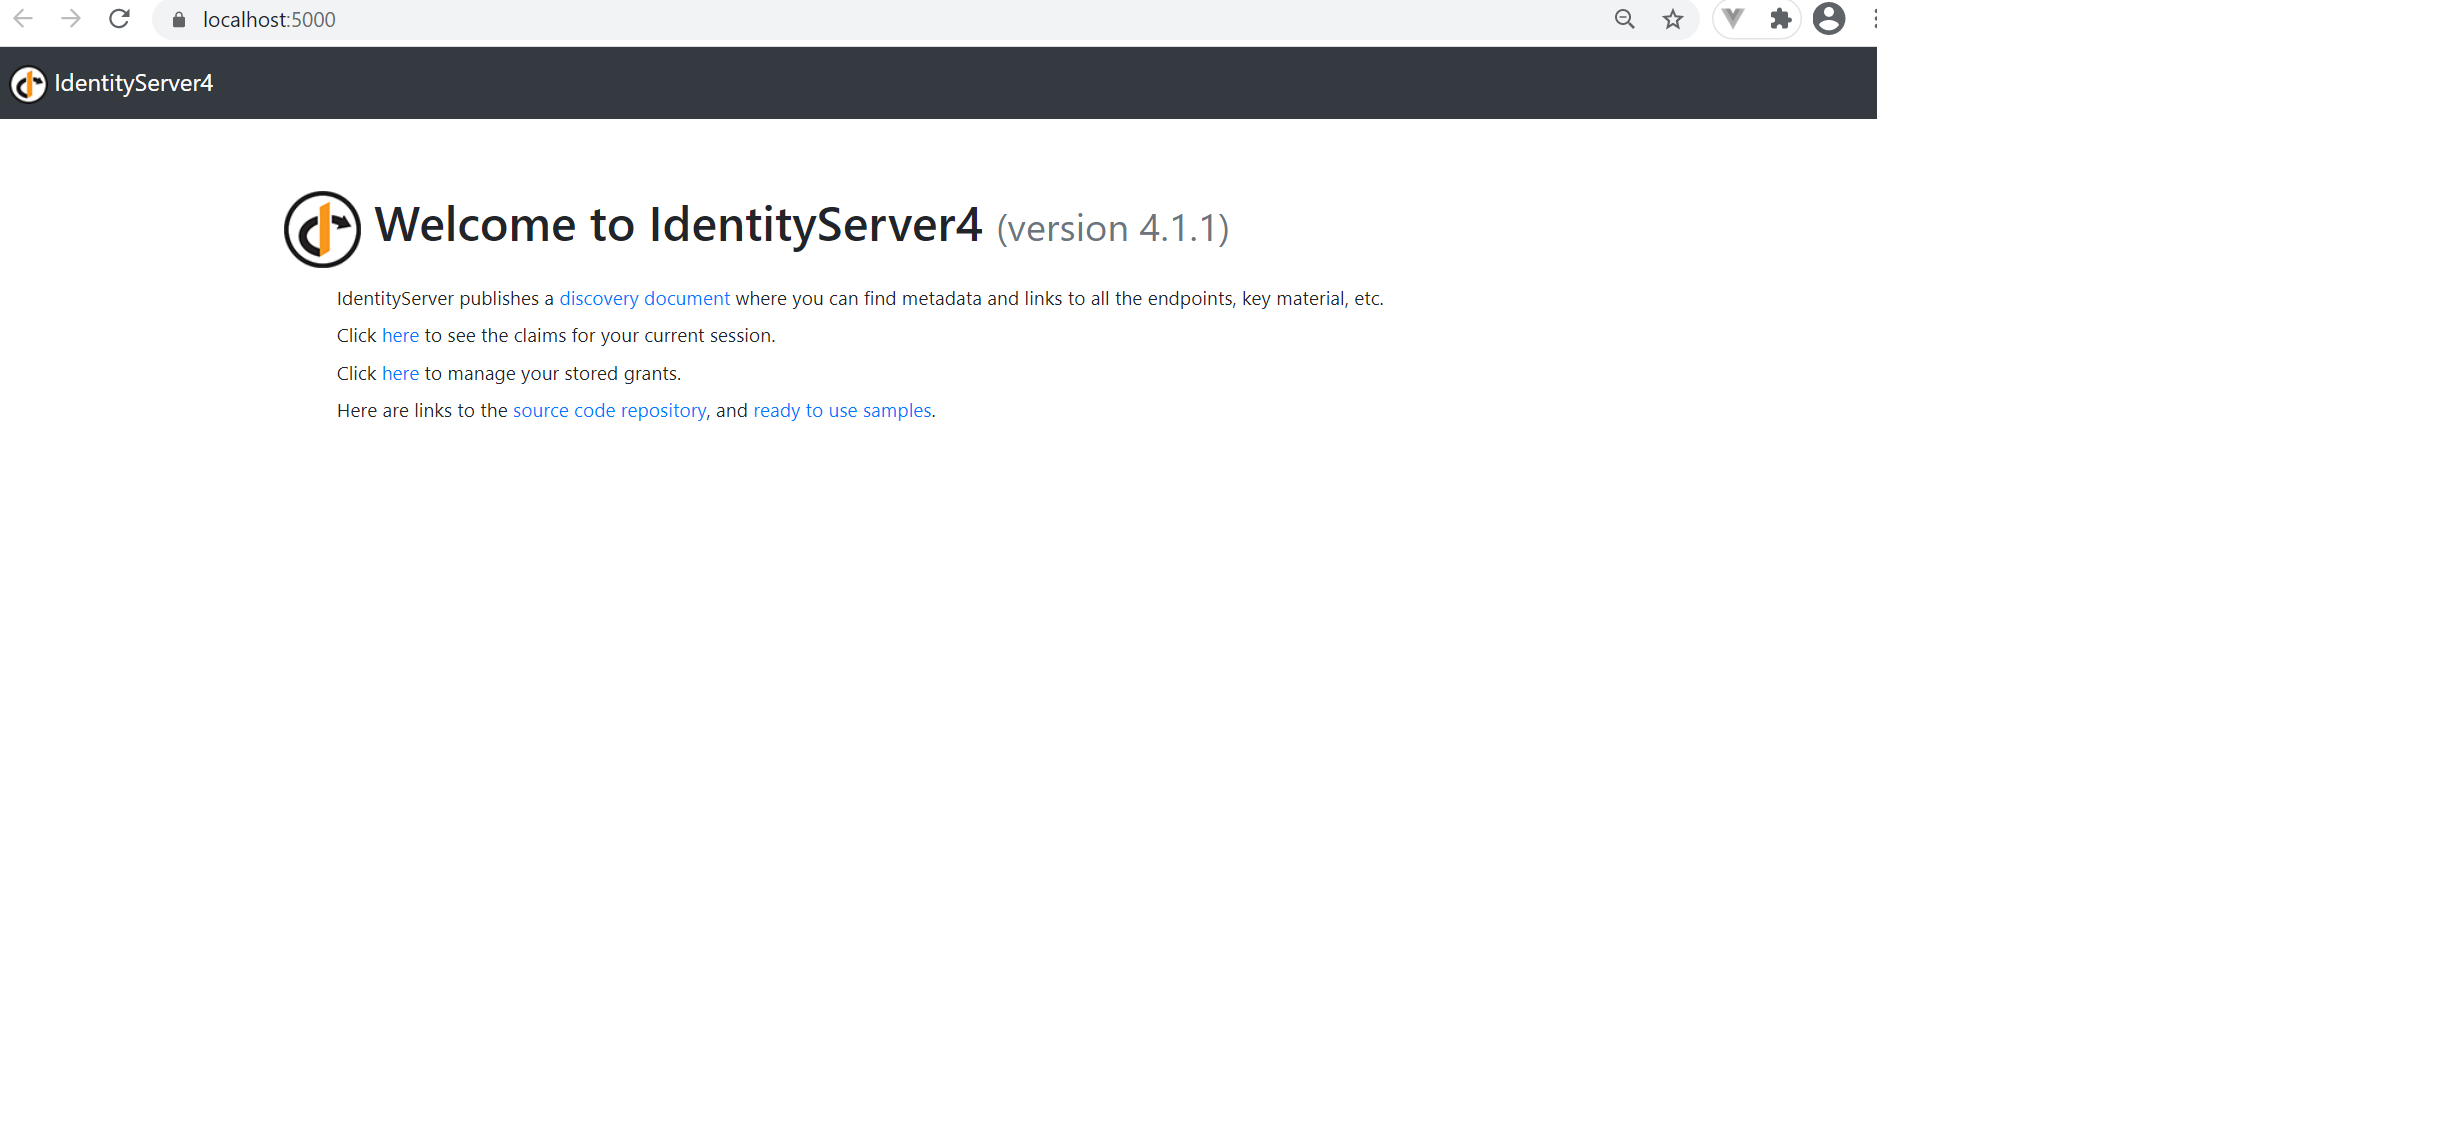 localhost:5000
IdentityServer4
Welcome to IdentityServer4 (version 4.1.1)
IdentityServer publishes a discovery document where you can find metadata and links to all the endpoints, key material, etc.
Click here to see the claims for your current session.
Click here to manage your stored grants.
Here are links to the source code repository, and ready to use samples.